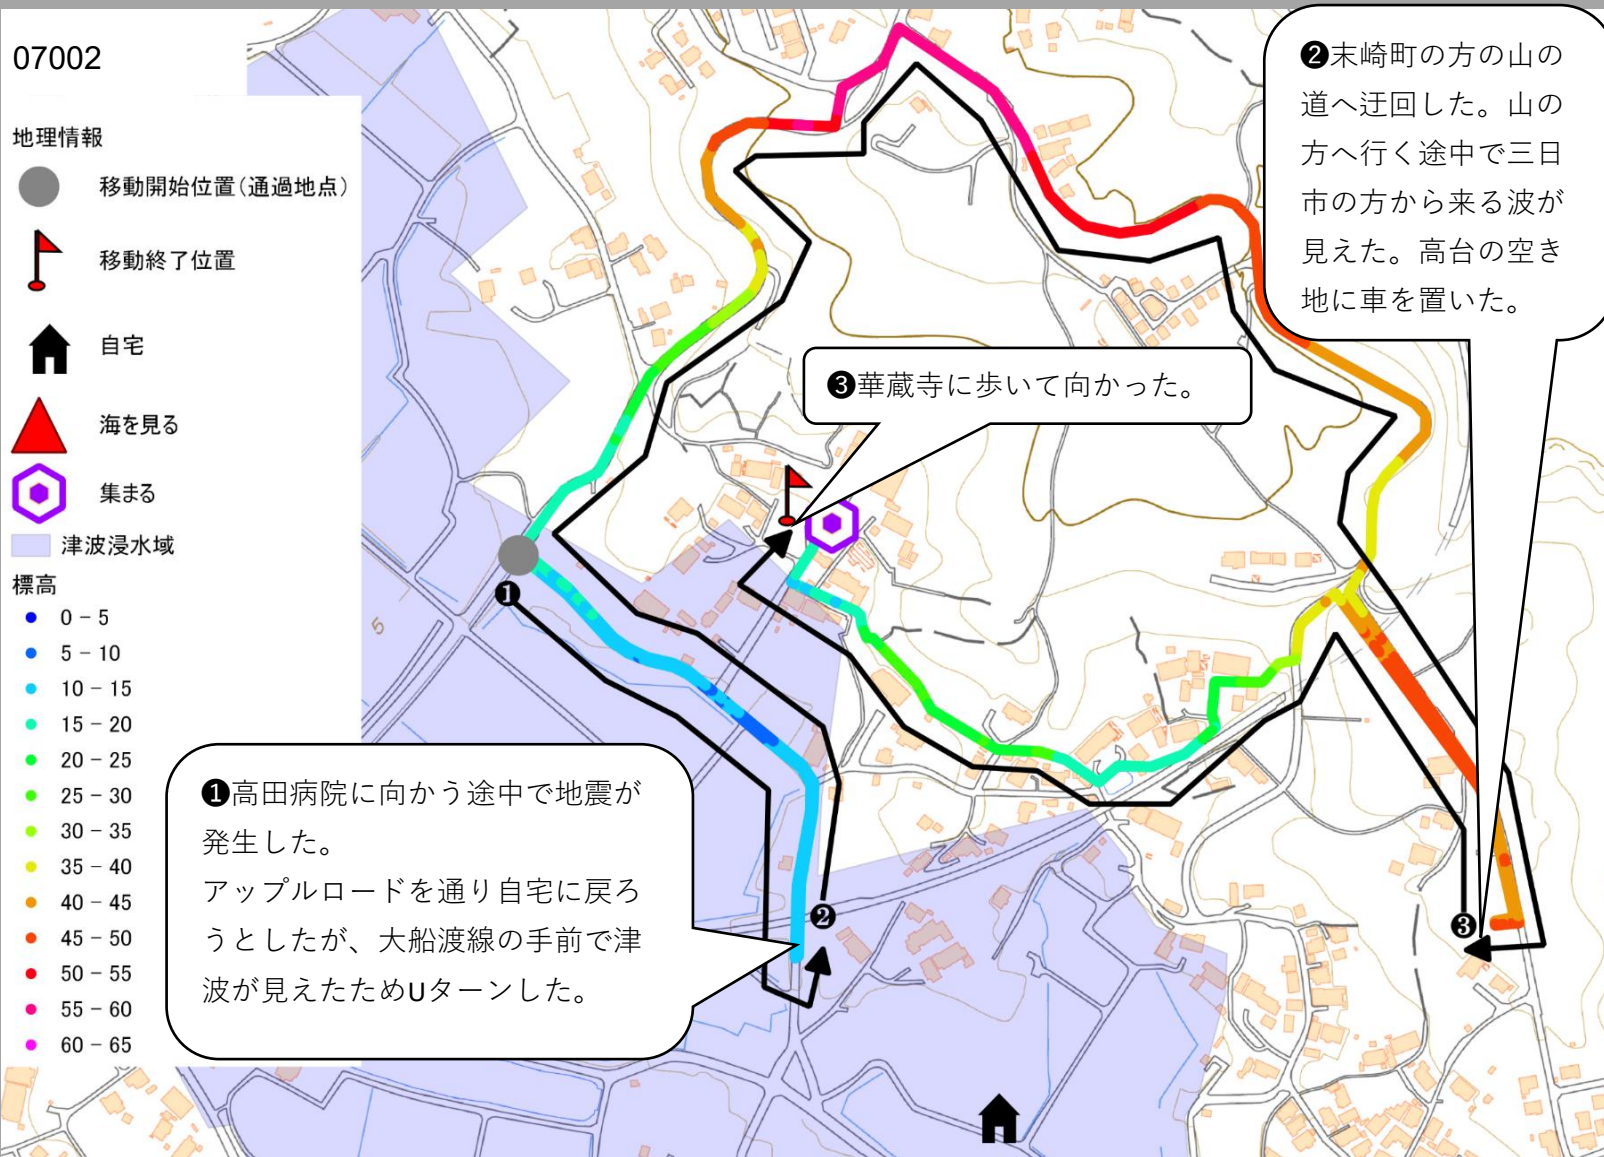 07002
地理情報
移動開始位置(通過地点)
移動終了位置
自宅
海を見る
集まる
津波浸水域
標高
0 – 5
5 – 10
10 – 15
15 – 20
20 – 25
25 – 30
30 – 35
35 – 40
40 – 45
45 – 50
50 – 55
55 – 60
60 – 65
❷末崎町の方の山の
道へ迂回した。山の
方へ行く途中で三日
市の方から来る波が
見えた。高台の空き
地に車を置いた。
❸華蔵寺に歩いて向かった。
❶
5
❶高田病院に向かう途中で地震が
発生した。
アップルロードを通り自宅に戻ろ
うとしたが、大船渡線の手前で津
波が見えたためUターンした。
❷
❸